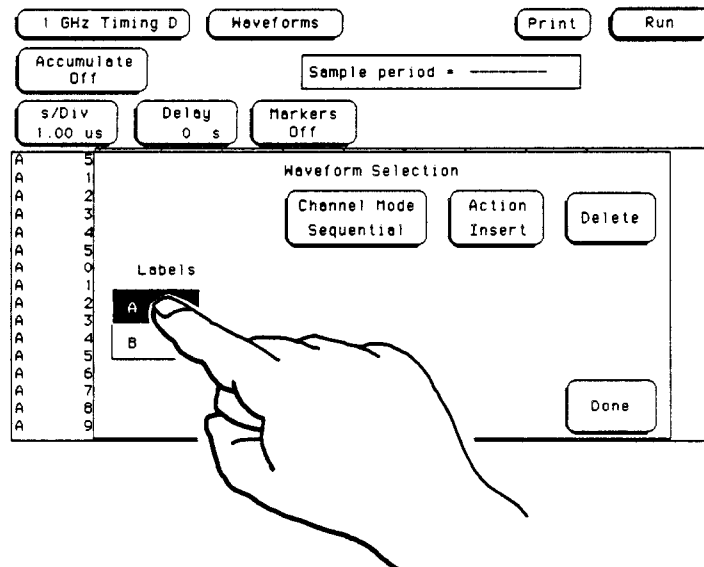 1 GHz Timing D Waveforms Print Run
Accumulate
Off
Sample period = ————
s/Div
1.00 us
Delay
0 s
Markers
Off
A 5
A 1
A 2
A 3
A 4
A 5
A 0
A 1
A 2
A 3
A 4
A 5
A 6
A 7
A 8
A 9
Waveform Selection
Channel Mode
Sequential
Action
Insert
Delete
Labels
A
B
Done